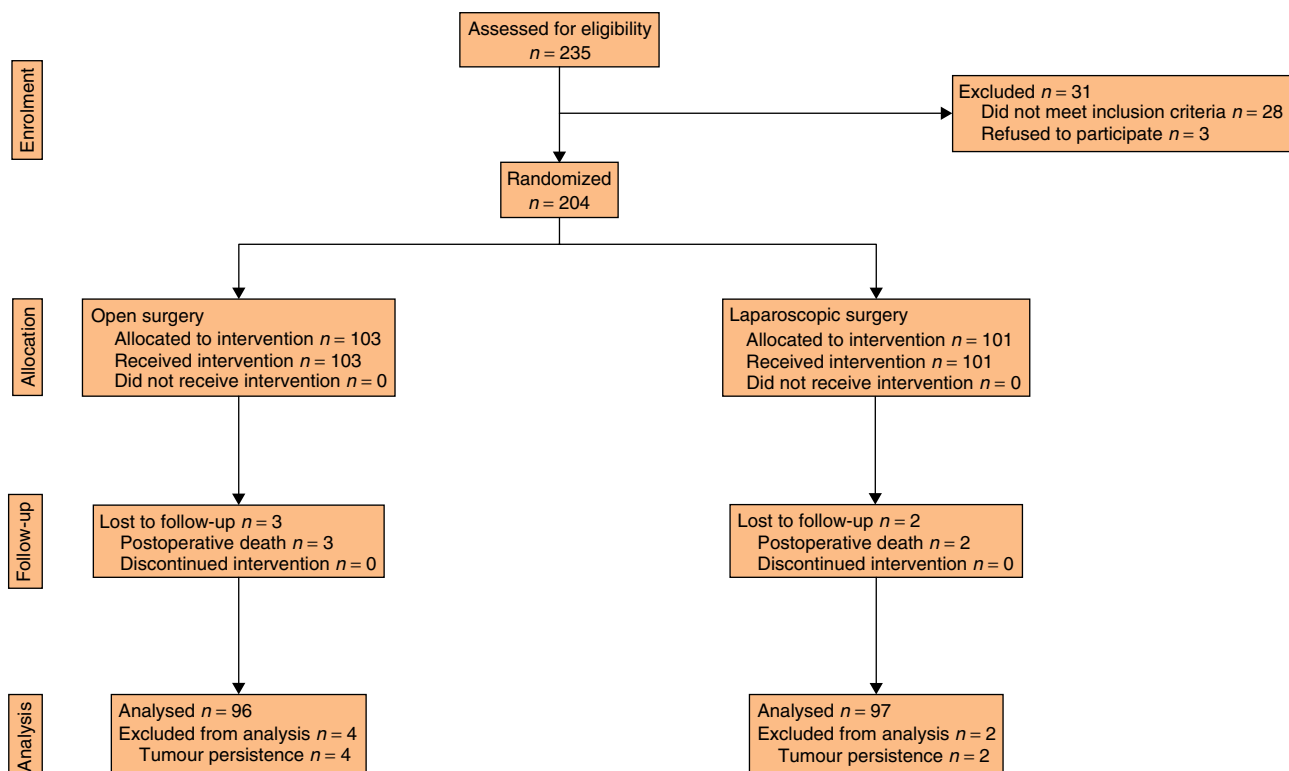 Assessed for eligibility
n = 235
Enrolment
Excluded n = 31
Did not meet inclusion criteria n = 28
Refused to participate n = 3
Randomized
n = 204
Allocation
Open surgery
Allocated to intervention n = 103
Received intervention n = 103
Did not receive intervention n = 0
Laparoscopic surgery
Allocated to intervention n = 101
Received intervention n = 101
Did not receive intervention n = 0
Follow-up
Lost to follow-up n = 3
Postoperative death n = 3
Discontinued intervention n = 0
Lost to follow-up n = 2
Postoperative death n = 2
Discontinued intervention n = 0
Analysis
Analysed n = 96
Excluded from analysis n = 4
Tumour persistence n = 4
Analysed n = 97
Excluded from analysis n = 2
Tumour persistence n = 2